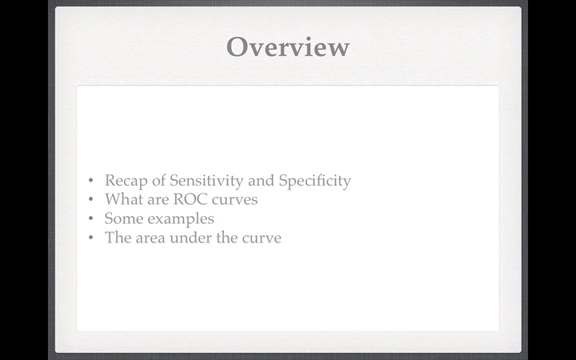 Overview
• Recap of Sensitivity and Specificity
• What are ROC curves
• Some examples
• The area under the curve